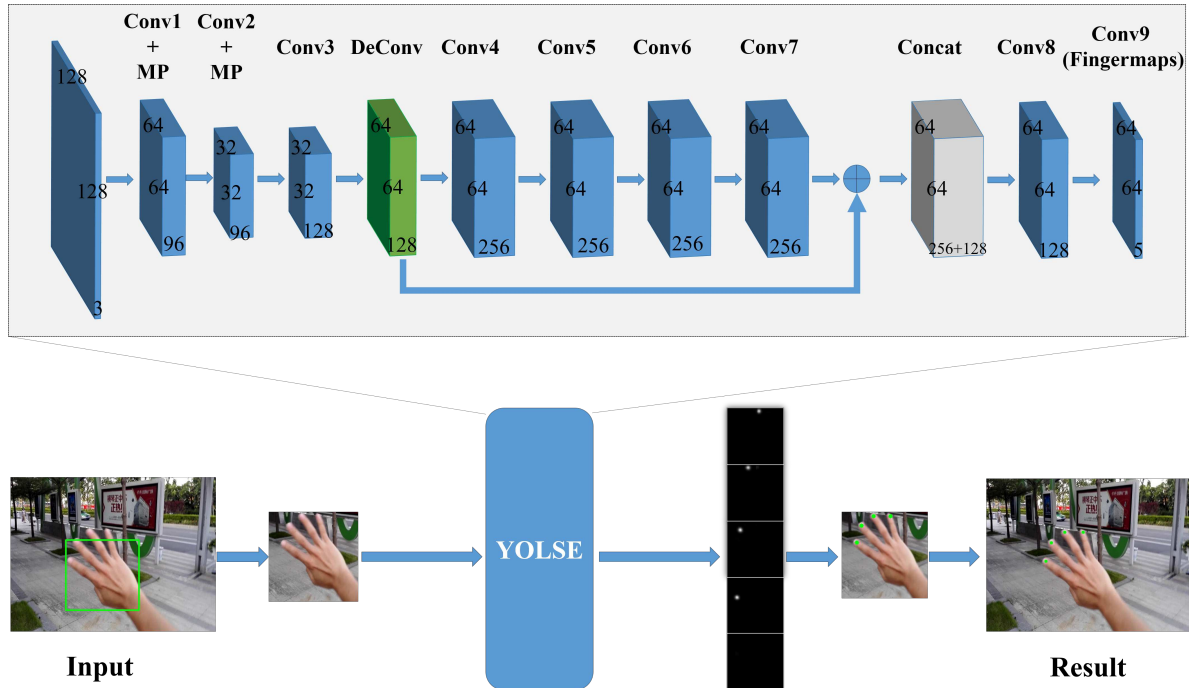 Conv1
+
MP
Conv2
+
MP
Conv3
DeConv
Conv4
Conv5
Conv6
Conv7
Concat
Conv8
Conv9
(Fingermaps)
128
128
3
64
64
96
32
32
96
32
32
128
64
64
128
64
64
256
64
64
256
64
64
256
64
64
256
64
64
256+128
64
64
128
64
64
5
YOLSE
Input
Result